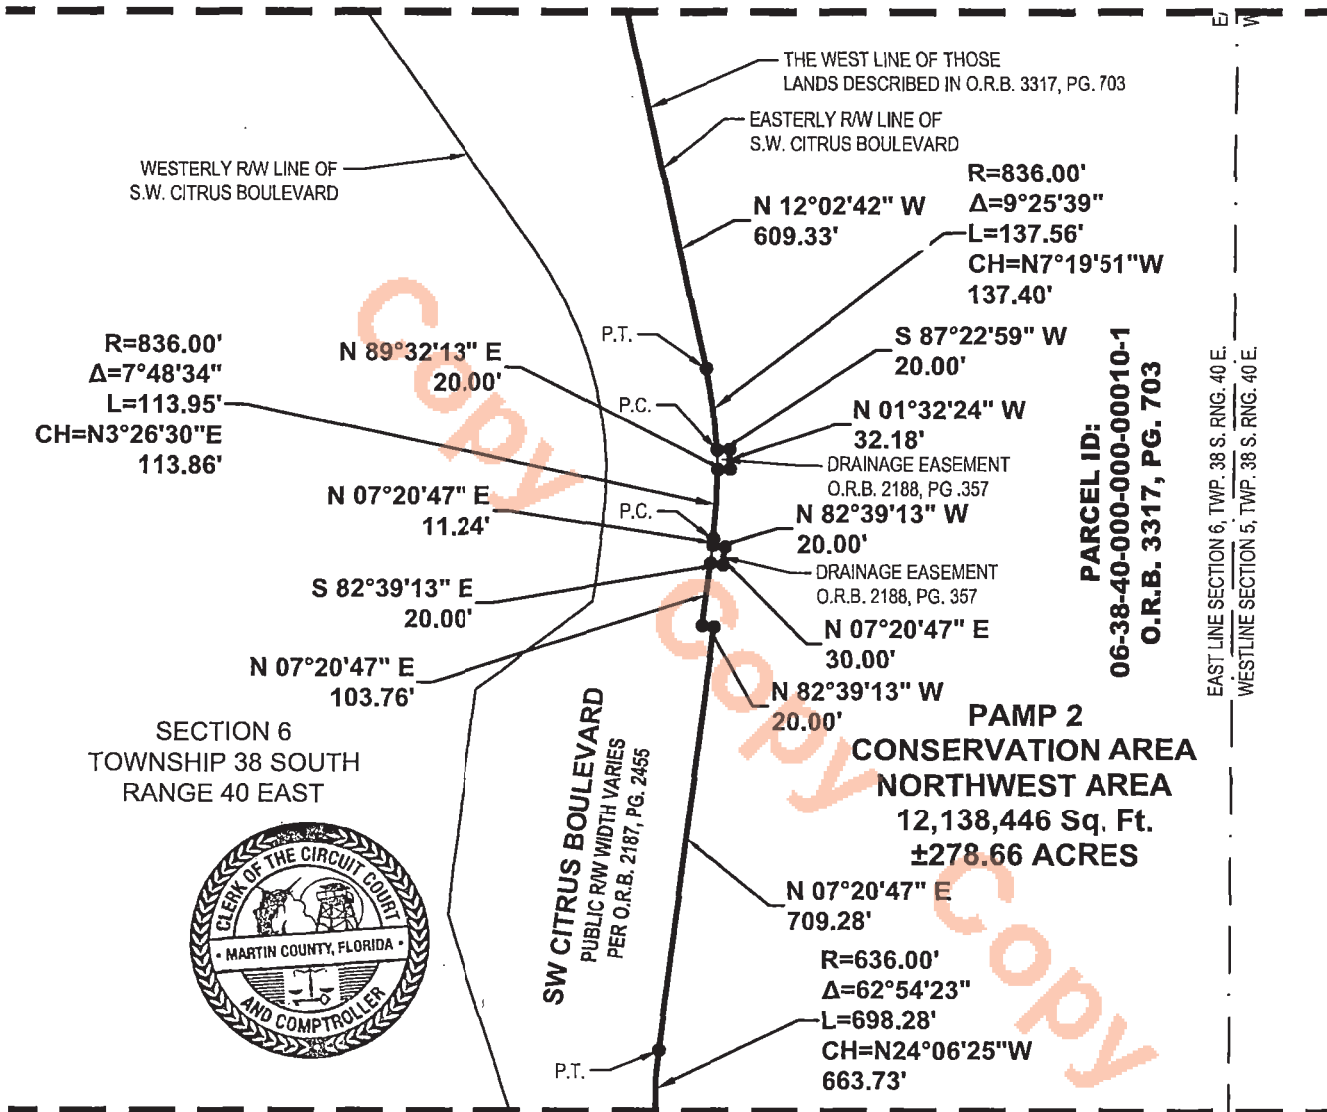 THE WEST LINE OF THOSE
LANDS DESCRIBED IN O.R.B. 3317, PG. 703
EASTERLY R/W LINE OF
S.W. CITRUS BOULEVARD
WESTERLY R/W LINE OF
S.W. CITRUS BOULEVARD
N 12°02'42" W
609.33'
R=836.00'
Δ=9°25'39"
L=137.56'
CH=N7°19'51"W
137.40'
P.T.
S 87°22'59" W
20.00'
R=836.00'
Δ=7°48'34"
L=113.95'
CH=N3°26'30"E
113.86'
N 89°32'13" E
20.00'
P.C.
N 01°32'24" W
32.18'
DRAINAGE EASEMENT
O.R.B. 2188, PG .357
N 07°20'47" E
11.24'
P.C.
N 82°39'13" W
20.00'
DRAINAGE EASEMENT
O.R.B. 2188, PG. 357
S 82°39'13" E
20.00'
N 07°20'47" E
30.00'
N 07°20'47" E
103.76'
N 82°39'13" W
20.00'
PARCEL ID:
06-38-40-000-000-00010-1
O.R.B. 3317, PG. 703
EAST LINE SECTION 6, TWP. 38 S. RNG. 40 E.
WESTLINE SECTION 5, TWP. 38 S. RNG. 40 E.
SECTION 6
TOWNSHIP 38 SOUTH
RANGE 40 EAST
PAMP 2
CONSERVATION AREA
NORTHWEST AREA
12,138,446 Sq. Ft.
±278.66 ACRES
SW CITRUS BOULEVARD
PUBLIC R/W WIDTH VARIES
PER O.R.B. 2187, PG. 2455
N 07°20'47" E
709.28'
R=636.00'
Δ=62°54'23"
L=698.28'
CH=N24°06'25"W
663.73'
P.T.
CLERK OF THE CIRCUIT COURT
MARTIN COUNTY, FLORIDA
AND COMPTROLLER
Copy
Copy
Copy